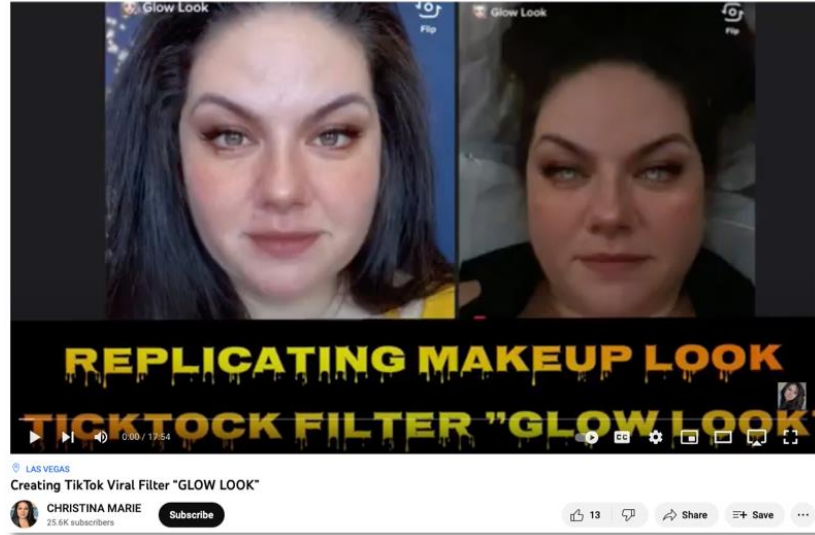 Glow Look
Flip
Glow Look
Flip
REPLICATING MAKEUP LOOK
TICKTOCK FILTER "GLOW LOOK"
0:00 / 17:54
CC
LAS VEGAS
Creating TikTok Viral Filter “GLOW LOOK”
CHRISTINA MARIE
25.6K subscribers
Subscribe
13
Share
Save